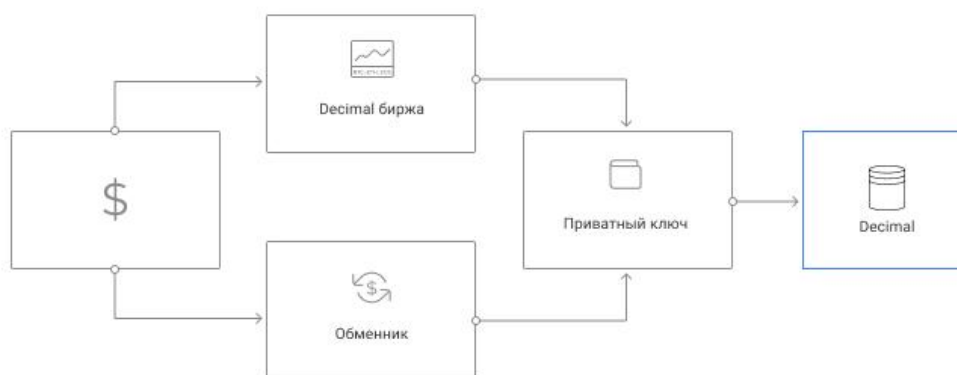 Decimal биржа
$
Приватный ключ
Decimal
$
Обменник